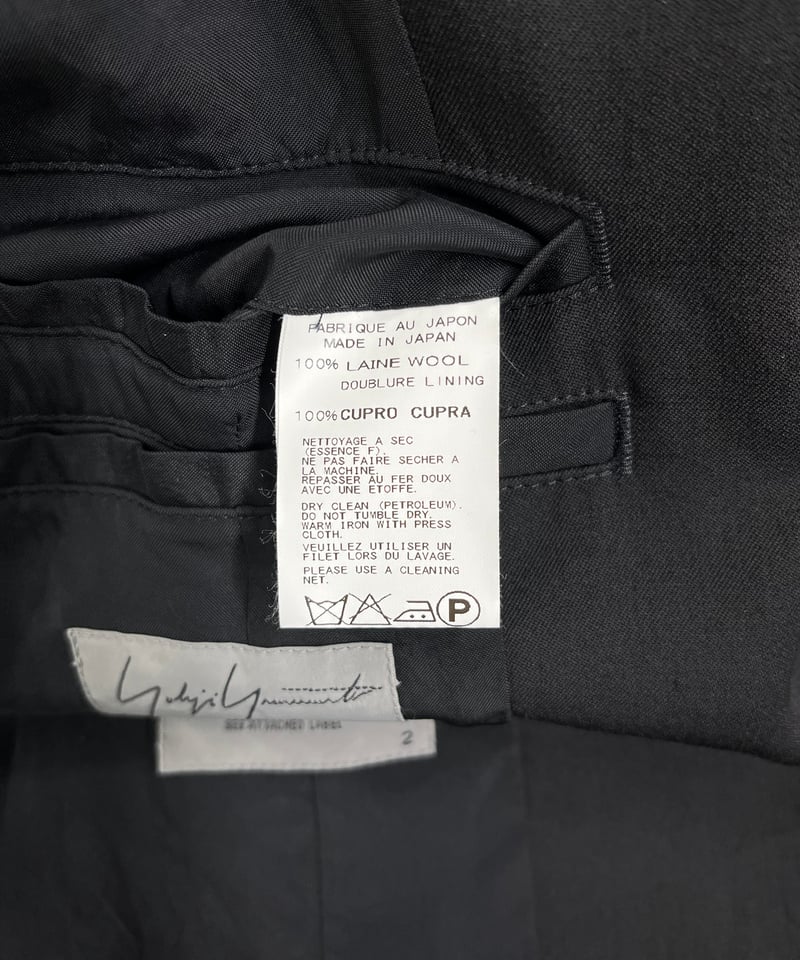 FABRIQUE AU JAPON
MADE IN JAPAN
100% LAINE WOOL
DOUBLURE LINING
100% CUPRO CUPRA
NETTOYAGE A SEC
(ESSENCE F).
NE PAS FAIRE SECHER A
LA MACHINE.
REPASSER AU FER DOUX
AVEC UNE ETOFFE.
DRY CLEAN (PETROLEUM).
DO NOT TUMBLE DRY.
WARM IRON WITH PRESS
CLOTH.
VEUILLEZ UTILISER UN
FILET LORS DU LAVAGE.
PLEASE USE A CLEANING
NET.
P
Yohji Yamamoto
SEE ATTACHED LABEL
2